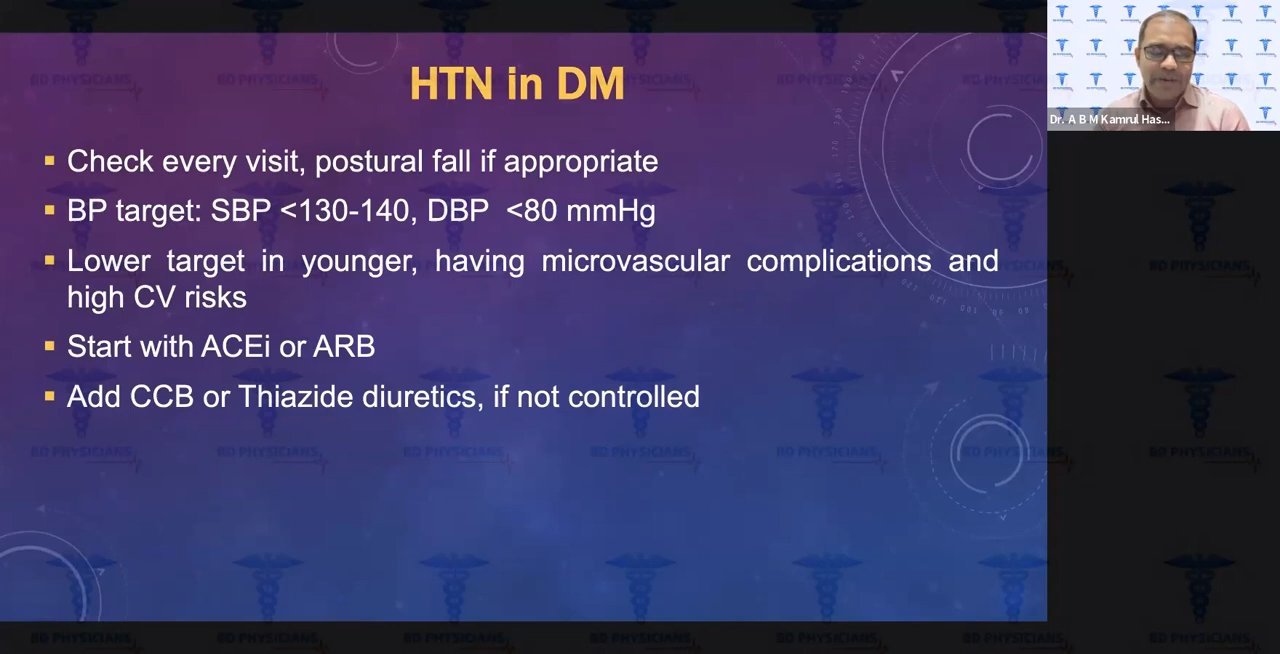 HTN in DM
Check every visit, postural fall if appropriate
BP target: SBP <130-140, DBP <80 mmHg
Lower target in younger, having microvascular complications and
high CV risks
Start with ACEi or ARB
Add CCB or Thiazide diuretics, if not controlled
Dr. A B M Kamrul Has...
BD PHYSICIANS